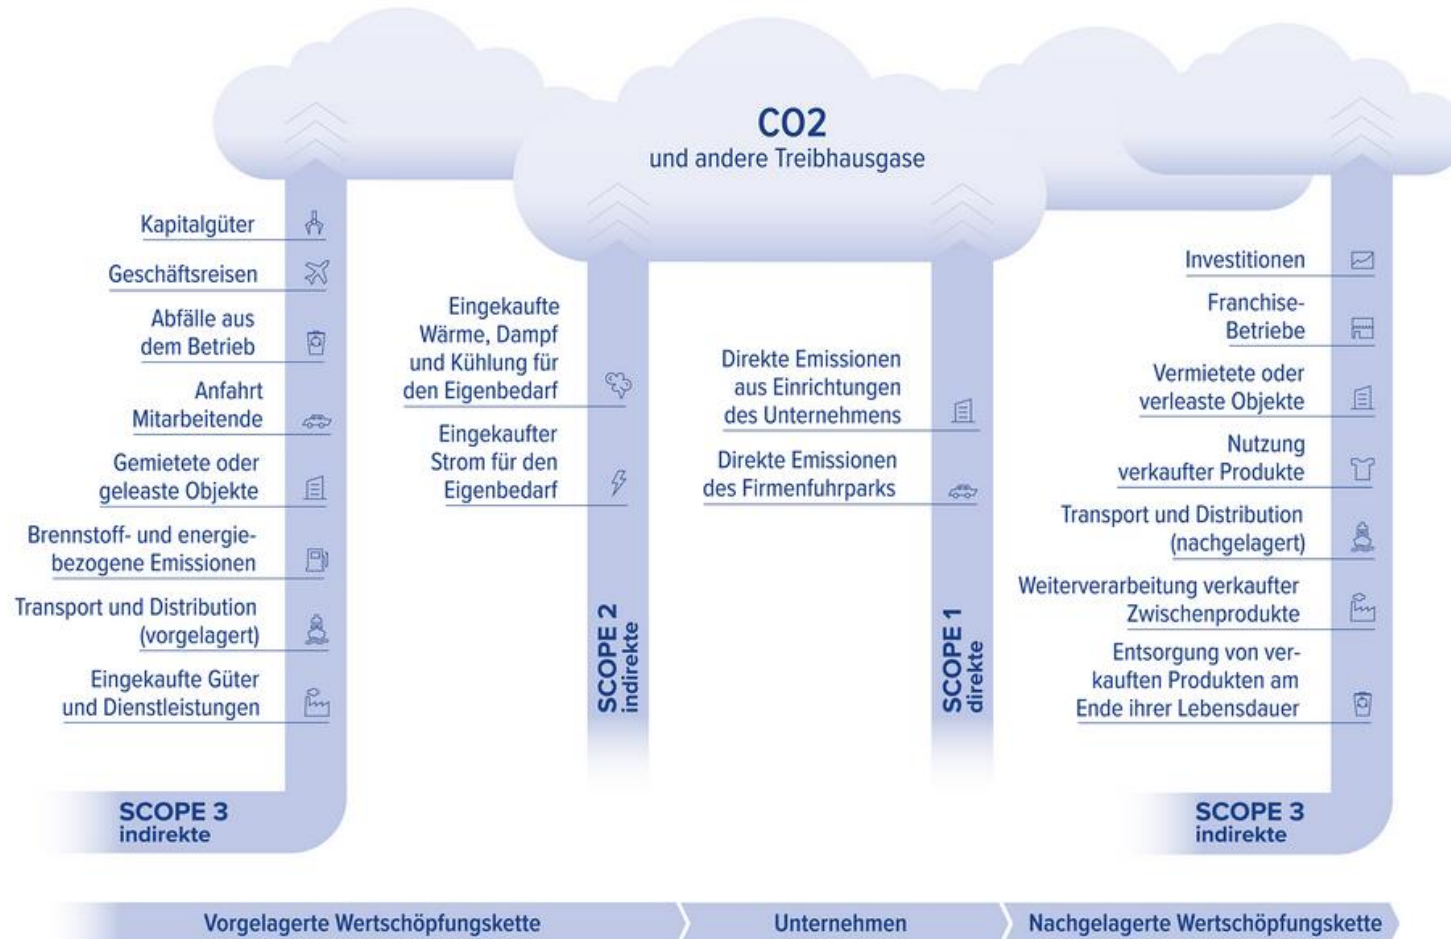 CO2
und andere Treibhausgase
Kapitalgüter
Geschäftsreisen
Abfälle aus
dem Betrieb
Anfahrt
Mitarbeitende
Gemietete oder
geleaste Objekte
Brennstoff- und energie-
bezogene Emissionen
Transport und Distribution
(vorgelagert)
Eingekaufte Güter
und Dienstleistungen
SCOPE 3
indirekte
Eingekaufte
Wärme, Dampf
und Kühlung für
den Eigenbedarf
Eingekaufter
Strom für den
Eigenbedarf
SCOPE 2
indirekte
Direkte Emissionen
aus Einrichtungen
des Unternehmens
Direkte Emissionen
des Firmenfuhrparks
SCOPE 1
direkte
Investitionen
Franchise-
Betriebe
Vermietete oder
verleaste Objekte
Nutzung
verkaufter Produkte
Transport und Distribution
(nachgelagert)
Weiterverarbeitung verkaufter
Zwischenprodukte
Entsorgung von ver-
kauften Produkten am
Ende ihrer Lebensdauer
SCOPE 3
indirekte
Vorgelagerte Wertschöpfungskette
Unternehmen
Nachgelagerte Wertschöpfungskette